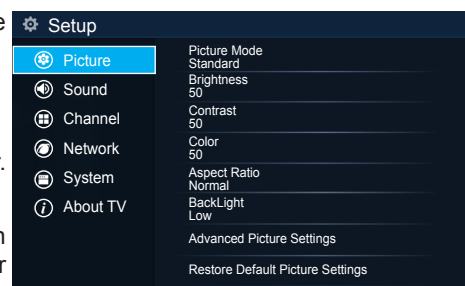 Setup
Picture
Sound
Channel
Network
System
About TV
Picture Mode
Standard
Brightness
50
Contrast
50
Color
50
Aspect Ratio
Normal
BackLight
Low
Advanced Picture Settings
Restore Default Picture Settings